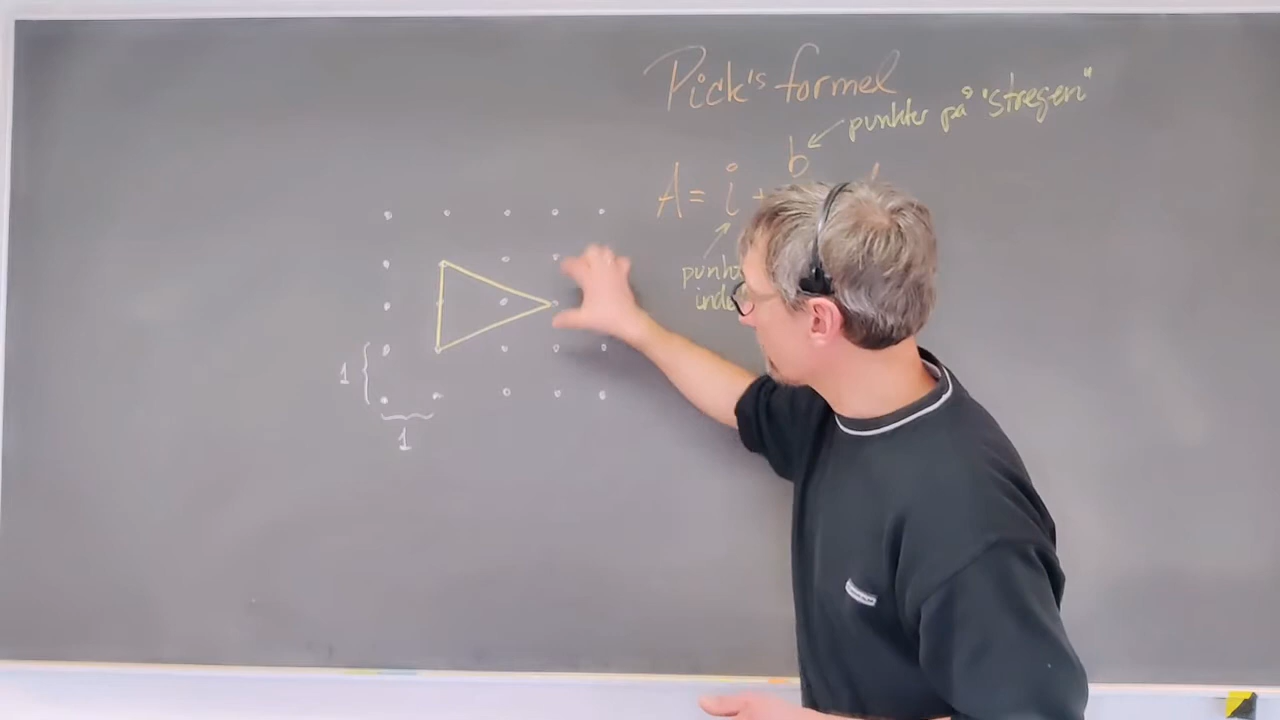 Pick's formel
punkter på "stregen"
b
A = i +
1
1